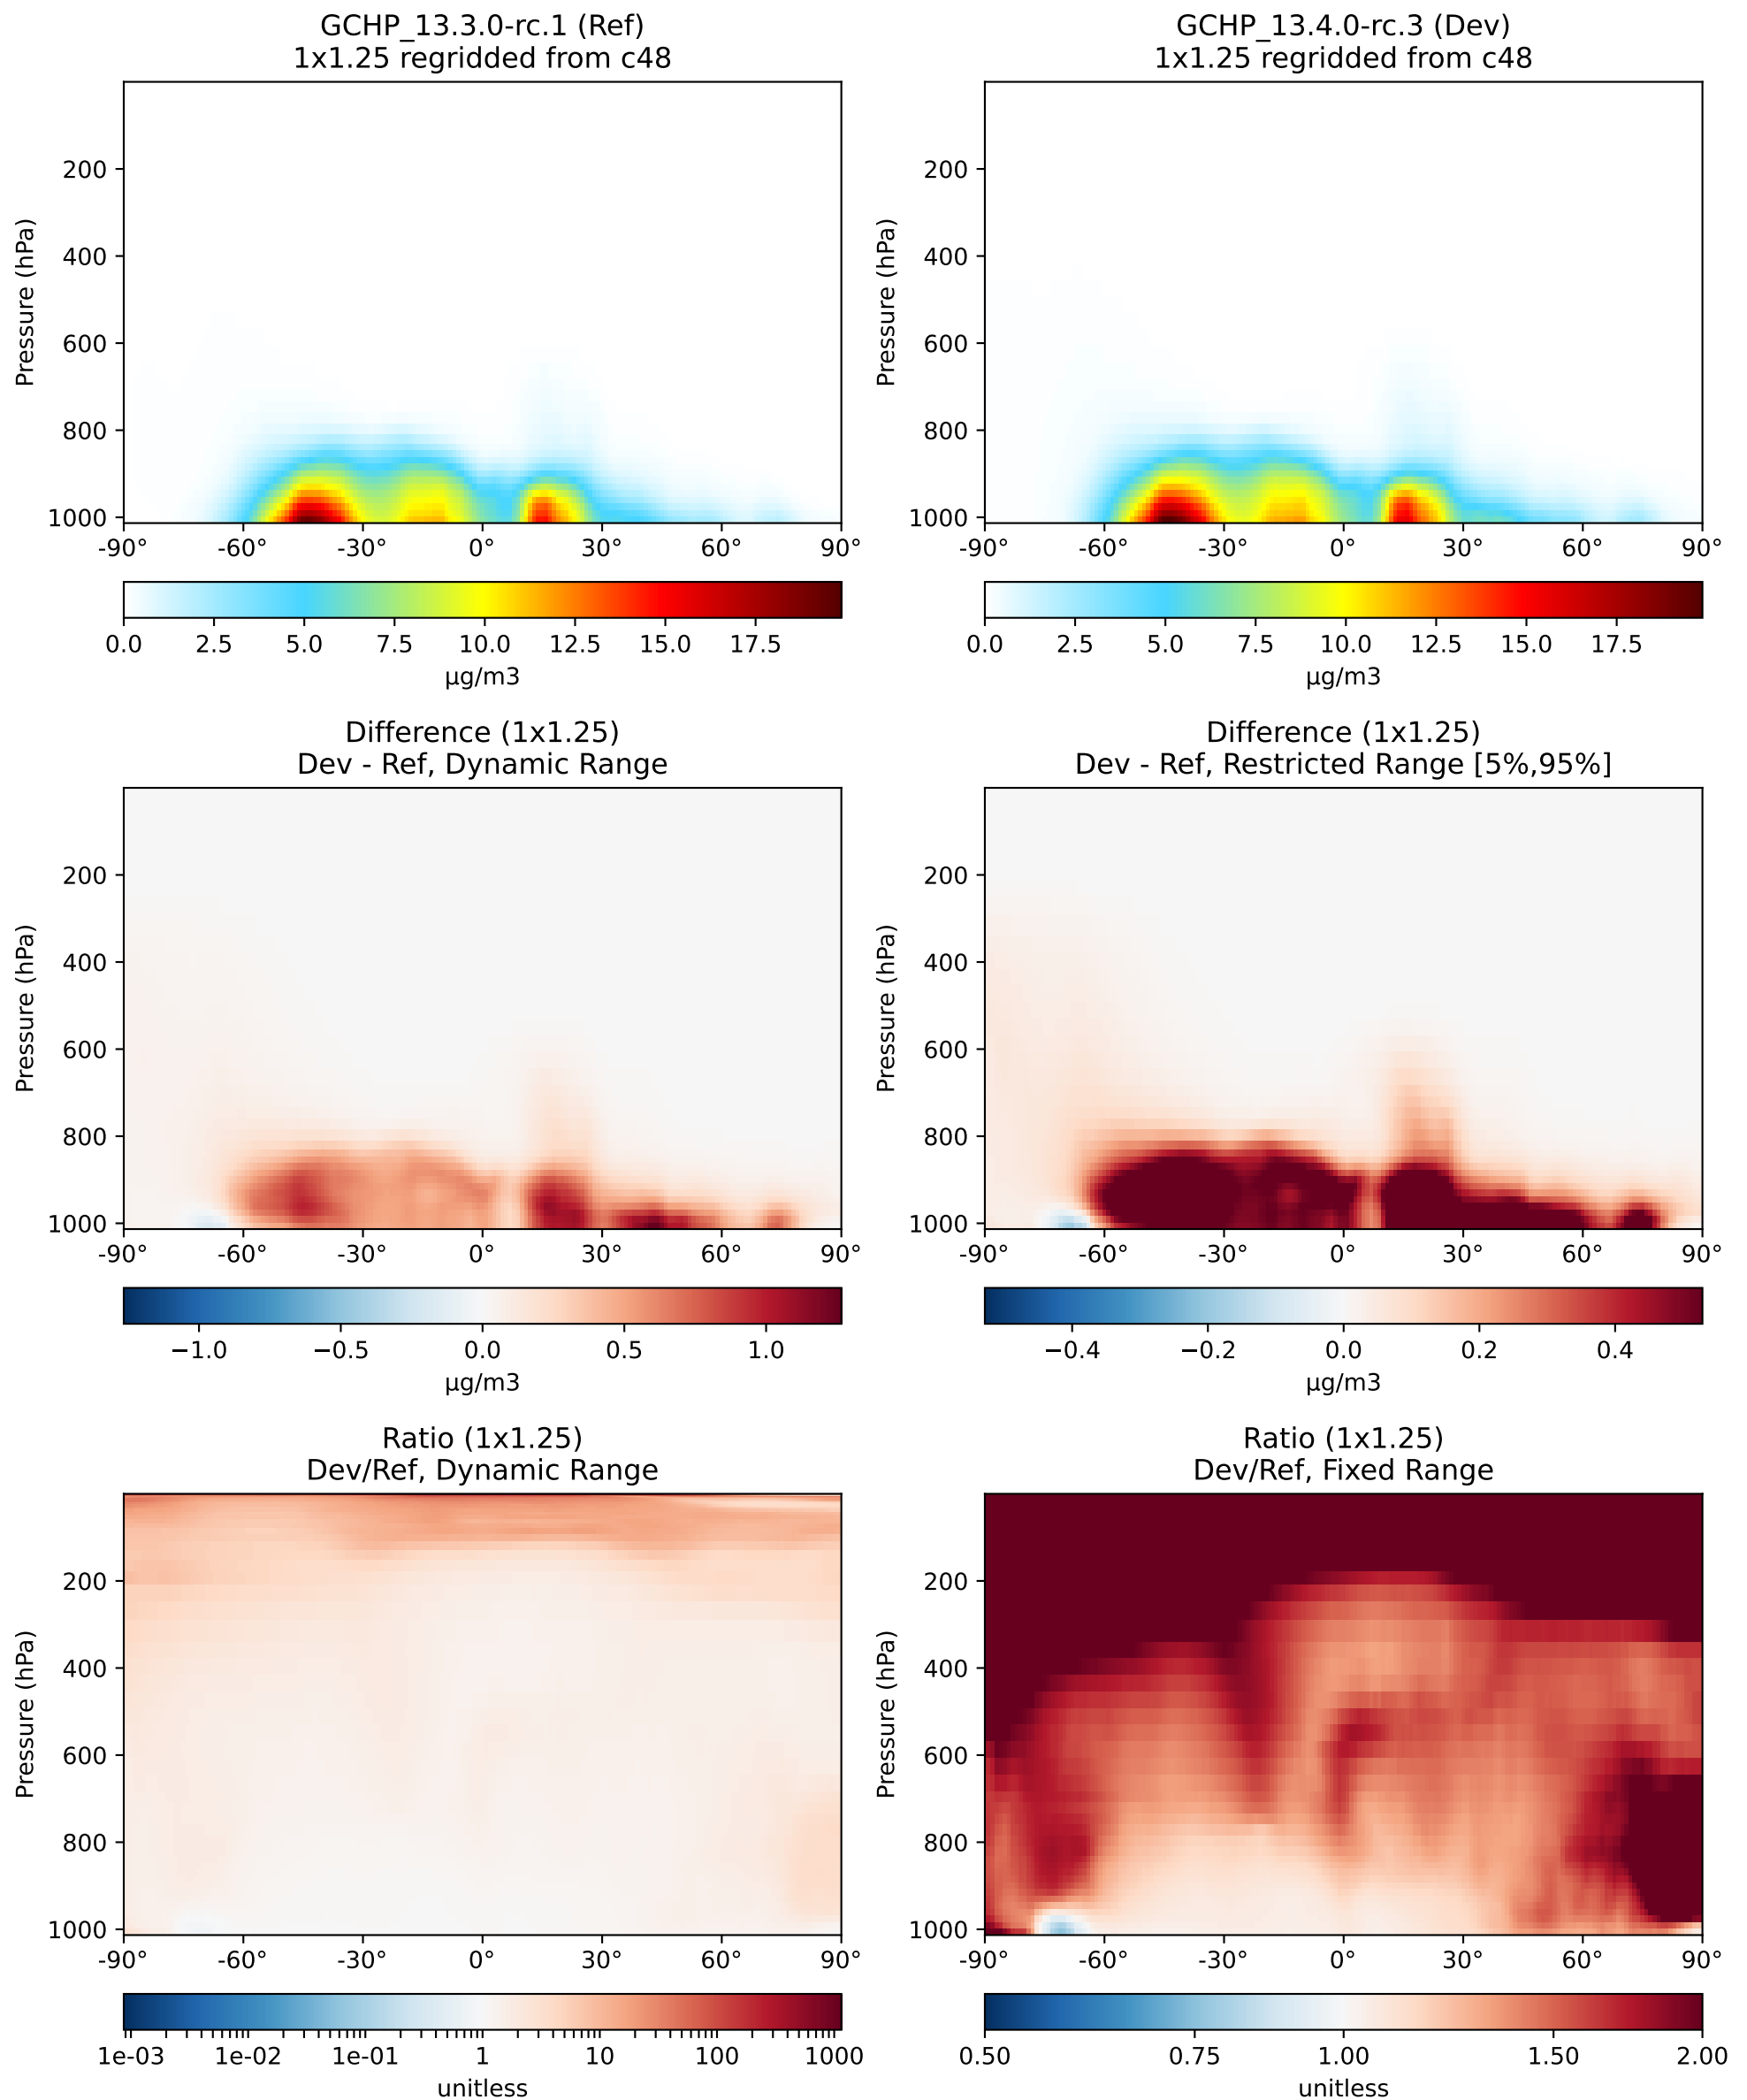 GCHP_13.3.0-rc.1 (Ref)
1x1.25 regridded from c48
Pressure (hPa)
200
400
600
800
1000
-90° -60° -30° 0° 30° 60° 90°
0.0 2.5 5.0 7.5 10.0 12.5 15.0 17.5
µg/m3
GCHP_13.4.0-rc.3 (Dev)
1x1.25 regridded from c48
Pressure (hPa)
200
400
600
800
1000
-90° -60° -30° 0° 30° 60° 90°
0.0 2.5 5.0 7.5 10.0 12.5 15.0 17.5
µg/m3
Difference (1x1.25)
Dev - Ref, Dynamic Range
Pressure (hPa)
200
400
600
800
1000
-90° -60° -30° 0° 30° 60° 90°
−1.0 −0.5 0.0 0.5 1.0
µg/m3
Difference (1x1.25)
Dev - Ref, Restricted Range [5%,95%]
Pressure (hPa)
200
400
600
800
1000
-90° -60° -30° 0° 30° 60° 90°
−0.4 −0.2 0.0 0.2 0.4
µg/m3
Ratio (1x1.25)
Dev/Ref, Dynamic Range
Pressure (hPa)
200
400
600
800
1000
-90° -60° -30° 0° 30° 60° 90°
1e-03 1e-02 1e-01 1 10 100 1000
unitless
Ratio (1x1.25)
Dev/Ref, Fixed Range
Pressure (hPa)
200
400
600
800
1000
-90° -60° -30° 0° 30° 60° 90°
0.50 0.75 1.00 1.50 2.00
unitless